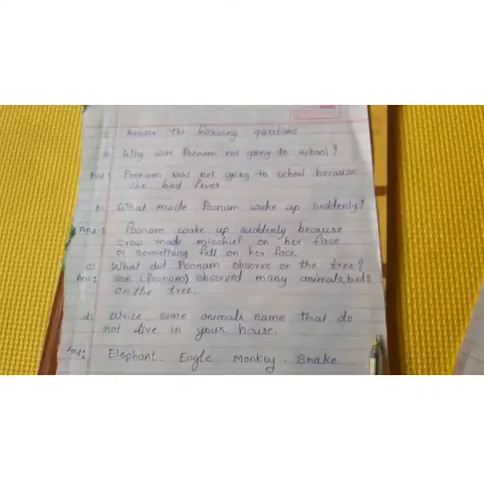 Answer The following questions
Why was Poonam not going to school?
Ans: Poonam was not going to school because
she had fever
b) What made Poonam wake up suddenly?
Ans: Poonam wake up suddenly because
crow made mischief on her face
or something fell on her face.
c) What did Poonam observe on the tree?
Ans: She (Poonam) observed many animals, birds
on the tree.
d) Write some animals name that do
not live in your house.
Ans: Elephant Eagle Monkey. Snake